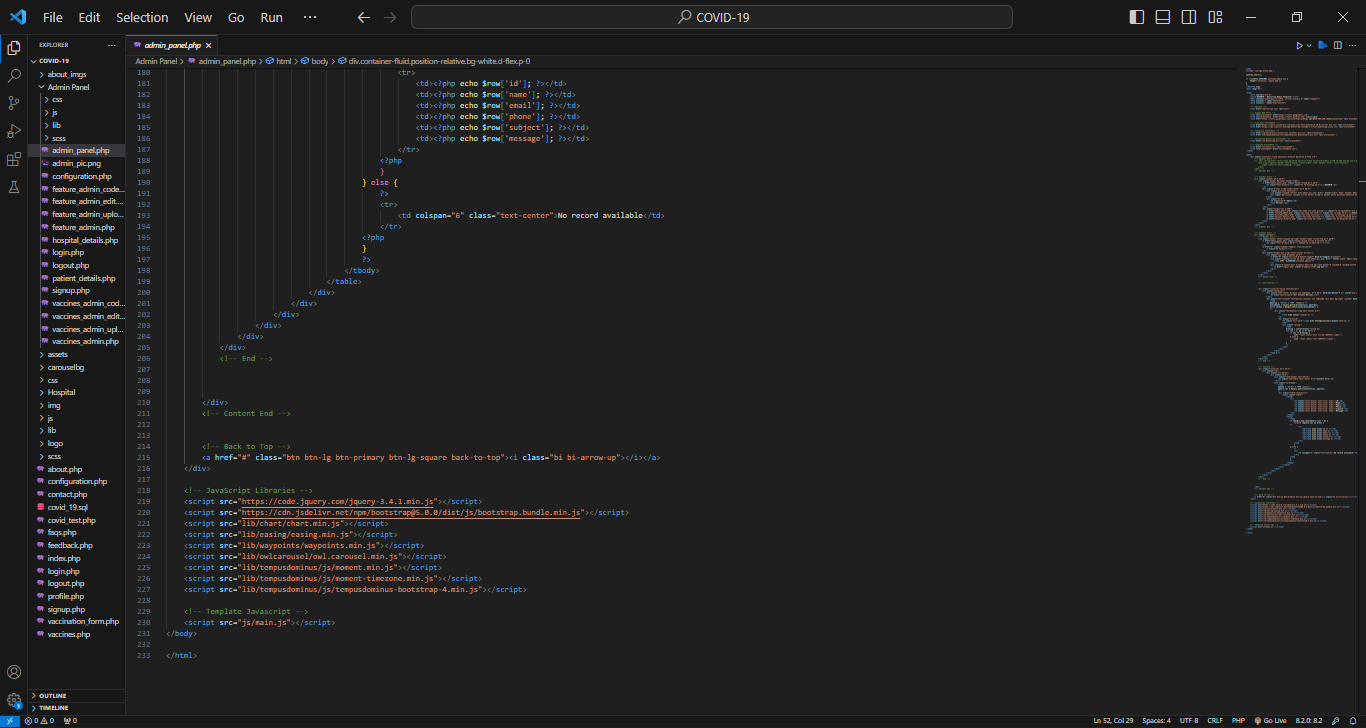 File Edit Selection View Go Run ··· COVID-19
EXPLORER ···
COVID-19
about_imgs
Admin Panel
css
js
lib
scss
admin_panel.php
admin_pic.png
configuration.php
feature_admin_code...
feature_admin_edit....
feature_admin_uplo...
feature_admin.php
hospital_details.php
login.php
logout.php
patient_details.php
signup.php
vaccines_admin_cod...
vaccines_admin_edit...
vaccines_admin_upl...
vaccines_admin.php
assets
carouselbg
css
Hospital
img
js
lib
logo
scss
about.php
configuration.php
contact.php
covid_19.sql
covid_test.php
faqs.php
feedback.php
index.php
login.php
logout.php
profile.php
signup.php
vaccination_form.php
vaccines.php
OUTLINE
TIMELINE
admin_panel.php
Admin Panel > admin_panel.php > html > body > div.container-fluid.position-relative.bg-white.d-flex.p-0
180 <tr>
181 <td><?php echo $row['id']; ?></td>
182 <td><?php echo $row['name']; ?></td>
183 <td><?php echo $row['email']; ?></td>
184 <td><?php echo $row['phone']; ?></td>
185 <td><?php echo $row['subject']; ?></td>
186 <td><?php echo $row['message']; ?></td>
187 </tr>
188 <?php
189 }
190 } else {
191 ?>
192 <tr>
193 <td colspan="6" class="text-center">No record available</td>
194 </tr>
195 <?php
196 }
197 ?>
198 </tbody>
199 </table>
200 </div>
201 </div>
202 </div>
203 </div>
204 </div>
205 </div>
206 <!-- End -->
207
208
209
210 </div>
211 <!-- Content End -->
212
213
214 <!-- Back to Top -->
215 <a href="#" class="btn btn-lg btn-primary btn-lg-square back-to-top"><i class="bi bi-arrow-up"></i></a>
216 </div>
217
218 <!-- JavaScript Libraries -->
219 <script src="https://code.jquery.com/jquery-3.4.1.min.js"></script>
220 <script src="https://cdn.jsdelivr.net/npm/bootstrap@5.0.0/dist/js/bootstrap.bundle.min.js"></script>
221 <script src="lib/chart/chart.min.js"></script>
222 <script src="lib/easing/easing.min.js"></script>
223 <script src="lib/waypoints/waypoints.min.js"></script>
224 <script src="lib/owlcarousel/owl.carousel.min.js"></script>
225 <script src="lib/tempusdominus/js/moment.min.js"></script>
226 <script src="lib/tempusdominus/js/moment-timezone.min.js"></script>
227 <script src="lib/tempusdominus/js/tempusdominus-bootstrap-4.min.js"></script>
228
229 <!-- Template Javascript -->
230 <script src="js/main.js"></script>
231 </body>
232
233 </html>
0 0 0 Ln 52, Col 29 Spaces: 4 UTF-8 CRLF PHP Go Live 8.2.0: 8.2